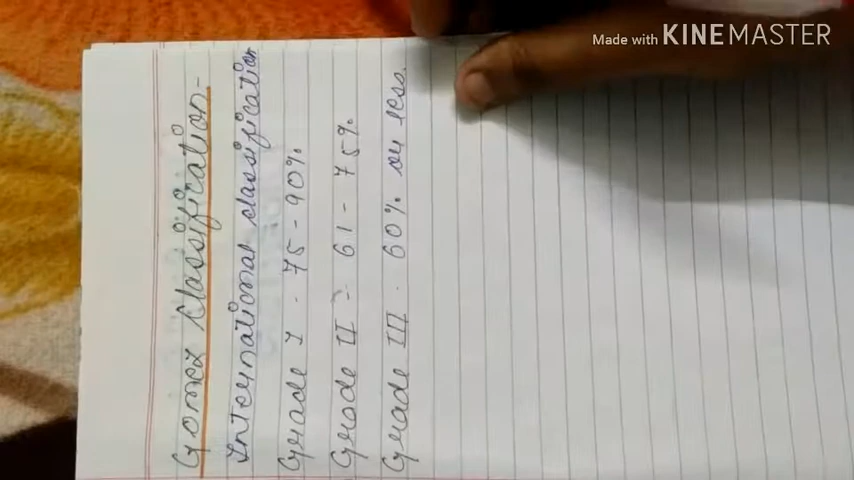 Gomez classification-
International classification
Grade I - 75-90%
Grade II - 61-75%
Grade III - 60% or less.
Made with KINEMASTER